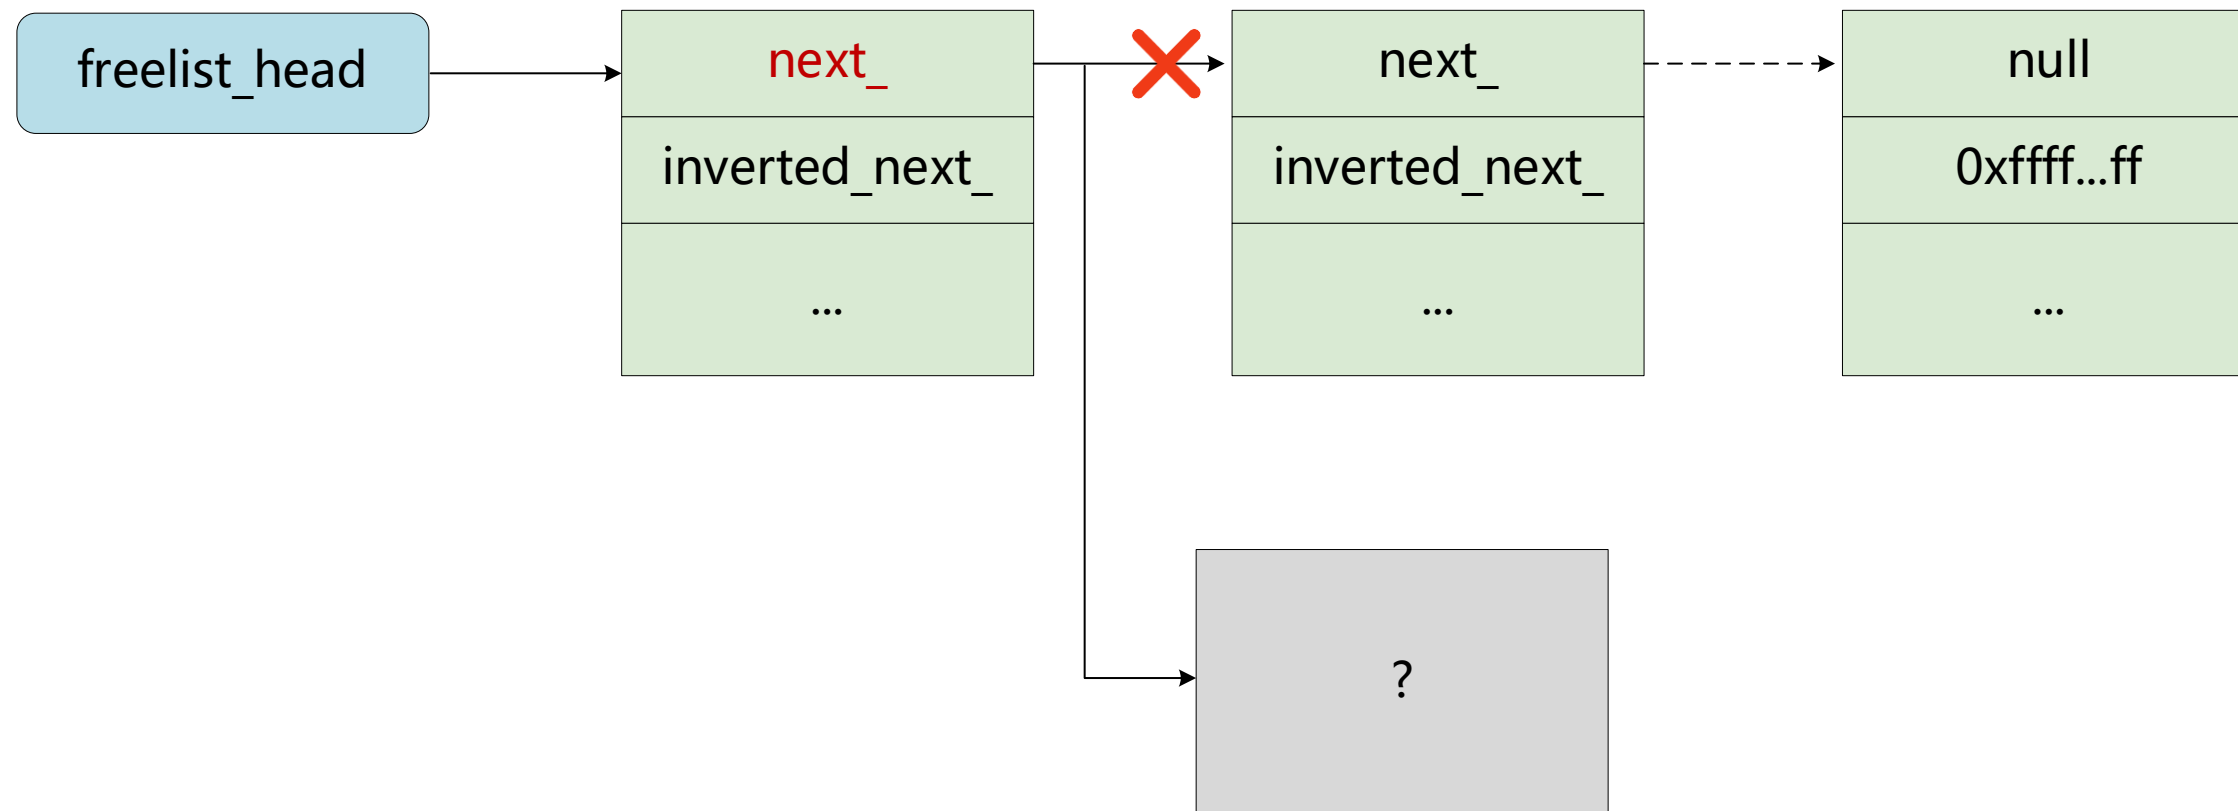 freelist_head
next_
next_
null
inverted_next_
inverted_next_
0xffff...ff
...
...
...
?